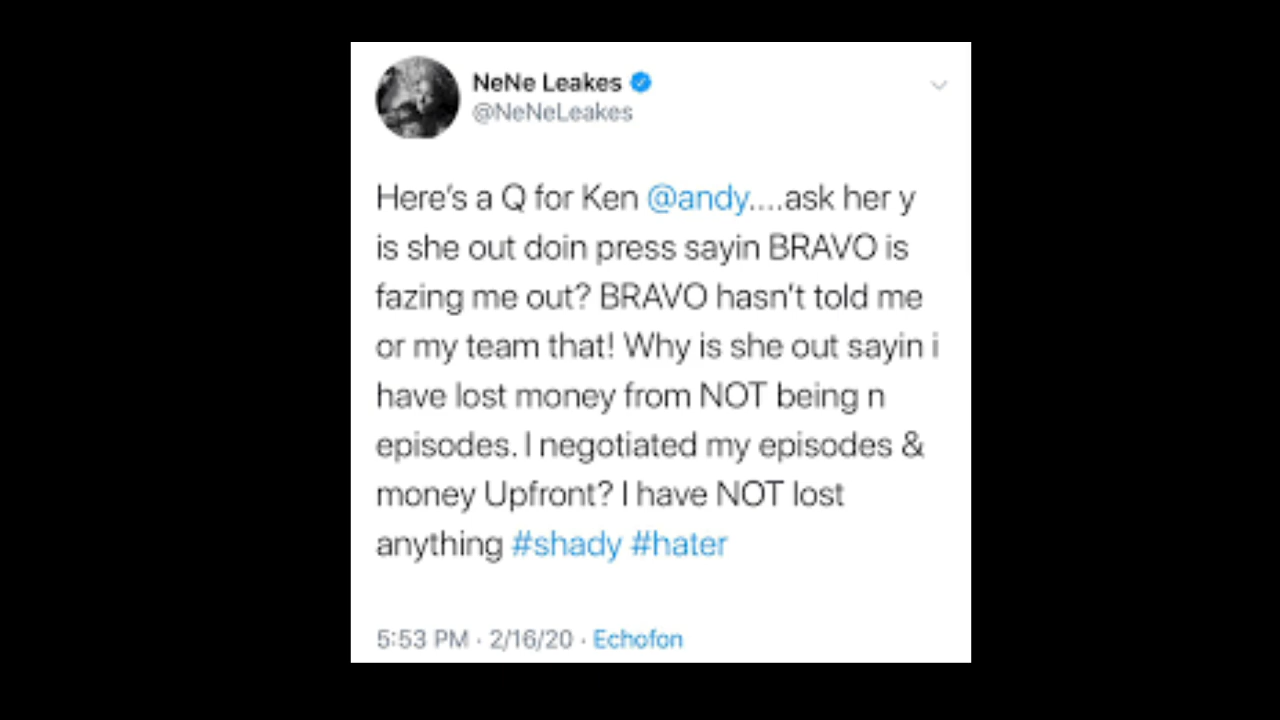 NeNe Leakes
@NeNeLeakes
Here's a Q for Ken @andy....ask her y
is she out doin press sayin BRAVO is
fazing me out? BRAVO hasn't told me
or my team that! Why is she out sayin i
have lost money from NOT being n
episodes. I negotiated my episodes &
money Upfront? I have NOT lost
anything #shady #hater
5:53 PM · 2/16/20 · Echofon